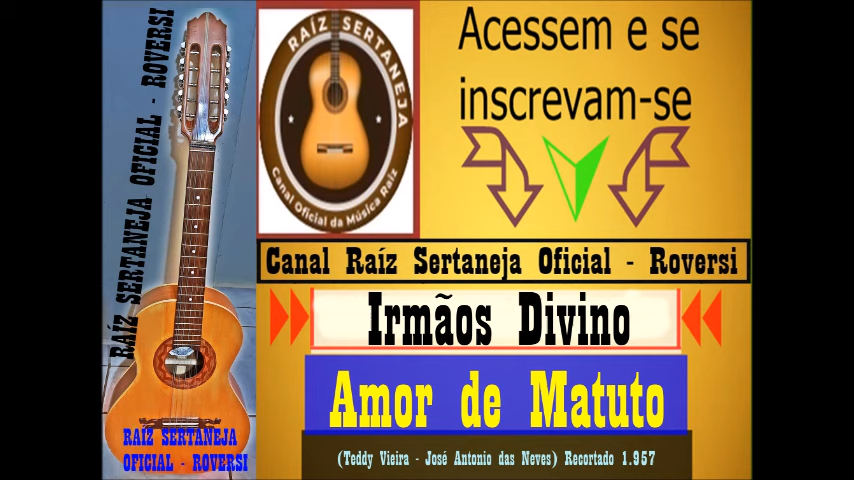 RAÍZ SERTANEJA OFICIAL - ROVERSI
RAÍZ SERTANEJA
OFICIAL - ROVERSI
RAÍZ SERTANEJA
Canal Oficial da Música Raiz
Acessem e se
inscrevam-se
Canal Raíz Sertaneja Oficial - Roversi
Irmãos Divino
Amor de Matuto
(Teddy Vieira - José Antonio das Neves) Recortado 1.957